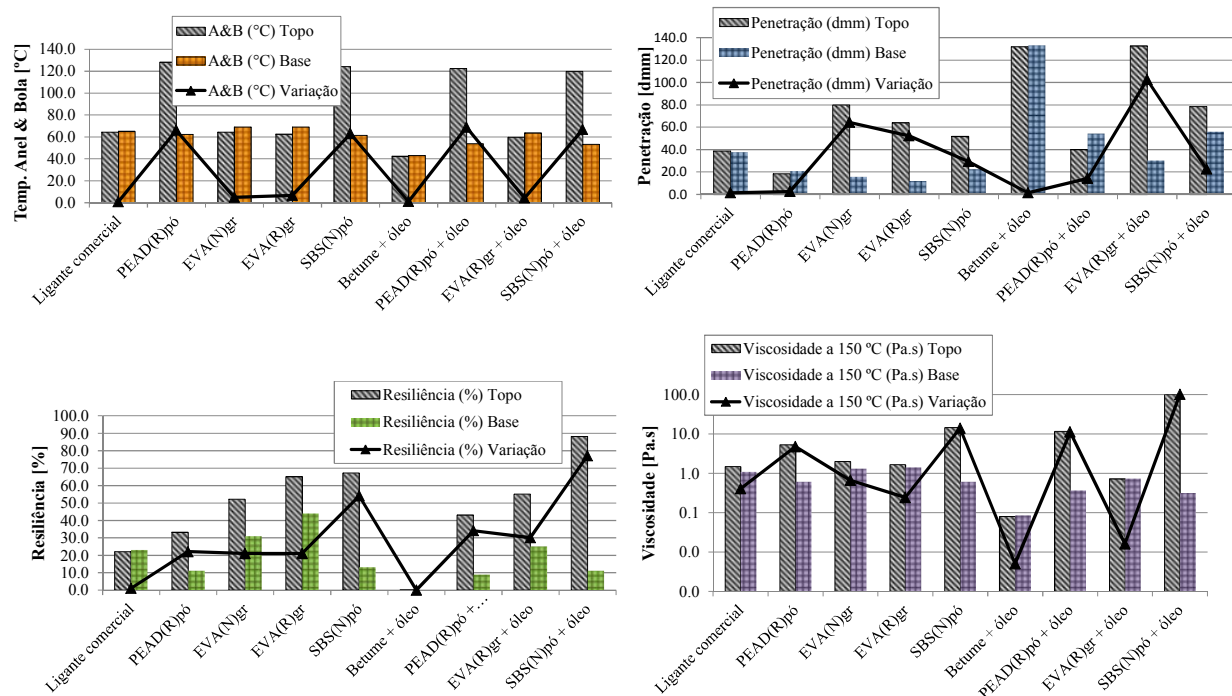 Temp. Anel & Bola [ºC]
A&B (°C) Topo
A&B (°C) Base
A&B (°C) Variação
140.0
120.0
100.0
80.0
60.0
40.0
20.0
0.0
Ligante comercial
PEAD(R)pó
EVA(N)gr
EVA(R)gr
SBS(N)pó
Betume + óleo
PEAD(R)pó + óleo
EVA(R)gr + óleo
SBS(N)pó + óleo
Penetração [dmm]
Penetração (dmm) Topo
Penetração (dmm) Base
Penetração (dmm) Variação
140.0
120.0
100.0
80.0
60.0
40.0
20.0
0.0
Ligante comercial
PEAD(R)pó
EVA(N)gr
EVA(R)gr
SBS(N)pó
Betume + óleo
PEAD(R)pó + óleo
EVA(R)gr + óleo
SBS(N)pó + óleo
Resiliência [%]
Resiliência (%) Topo
Resiliência (%) Base
Resiliência (%) Variação
100.0
90.0
80.0
70.0
60.0
50.0
40.0
30.0
20.0
10.0
0.0
Ligante comercial
PEAD(R)pó
EVA(N)gr
EVA(R)gr
SBS(N)pó
Betume + óleo
PEAD(R)pó +...
EVA(R)gr + óleo
SBS(N)pó + óleo
Viscosidade [Pa.s]
Viscosidade a 150 ºC (Pa.s) Topo
Viscosidade a 150 ºC (Pa.s) Base
Viscosidade a 150 ºC (Pa.s) Variação
100.0
10.0
1.0
0.1
0.0
0.0
Ligante comercial
PEAD(R)pó
EVA(N)gr
EVA(R)gr
SBS(N)pó
Betume + óleo
PEAD(R)pó + óleo
EVA(R)gr + óleo
SBS(N)pó + óleo